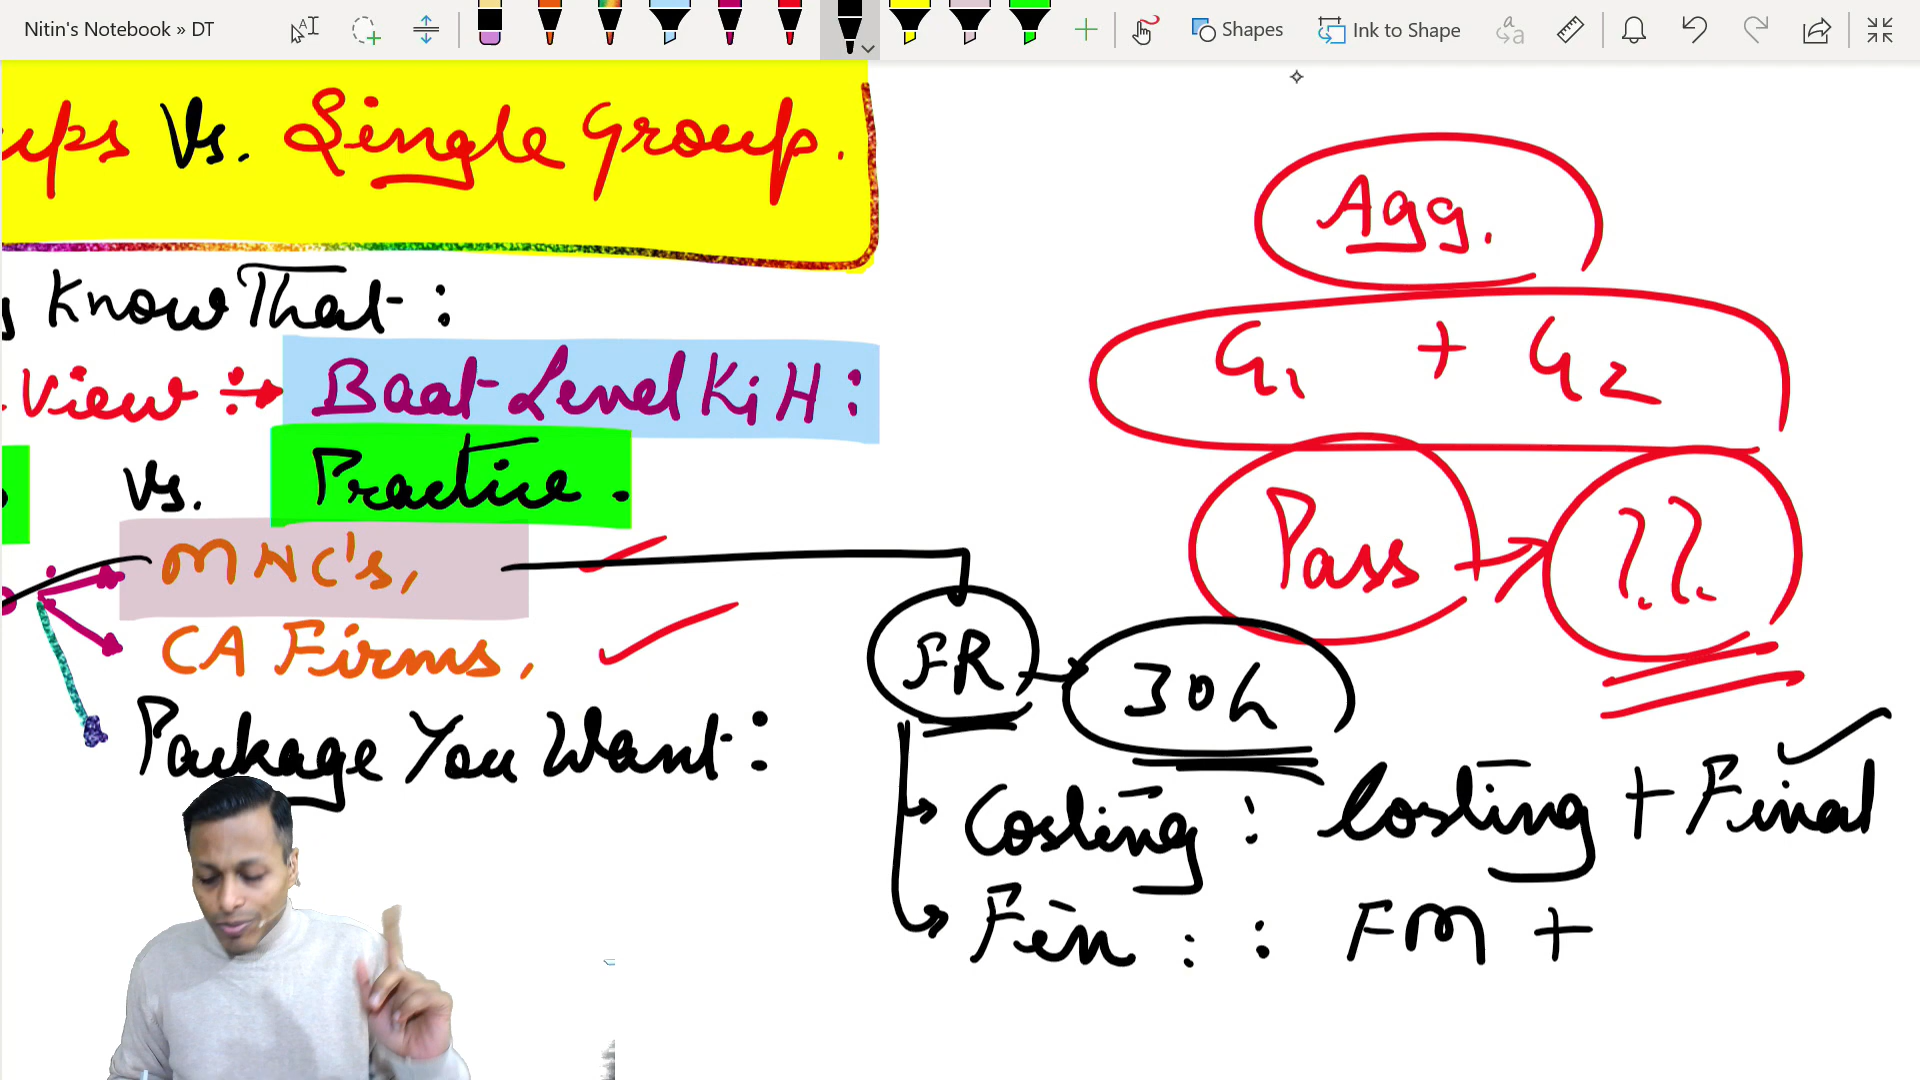 Nitin's Notebook » DT
Shapes
Ink to Shape
ups Vs. Single Group.
Know That :
View ÷→ Baat Level Ki H :
Vs. Practice.
MNC's,
CA Firms,
Package You Want :
Agg.
G1 + G2
Pass → ??
FR → 30L
→ Costing : Costing + Final
→ Fin : : FM +